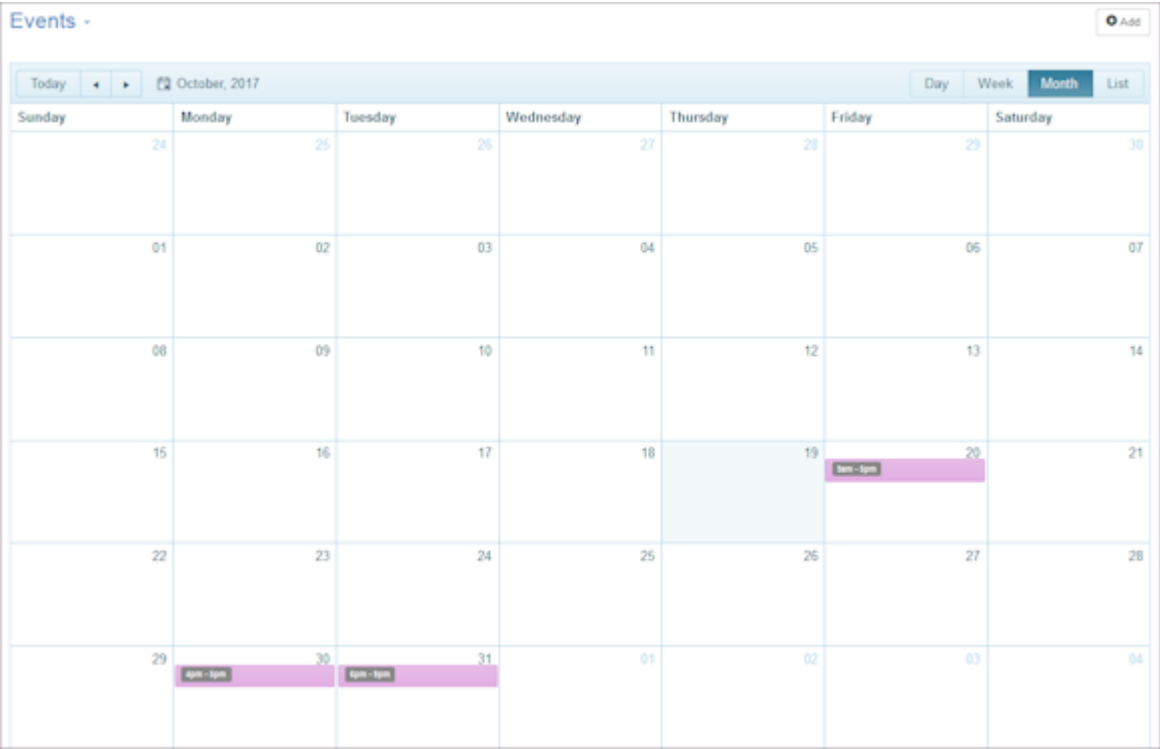 Events
Add
Today October, 2017 Day Week Month List
Sunday Monday Tuesday Wednesday Thursday Friday Saturday
24 25 26 27 28 29 30
01 02 03 04 05 06 07
08 09 10 11 12 13 14
15 16 17 18 19 20 21
22 23 24 25 26 27 28
29 30 31 01 02 03 04